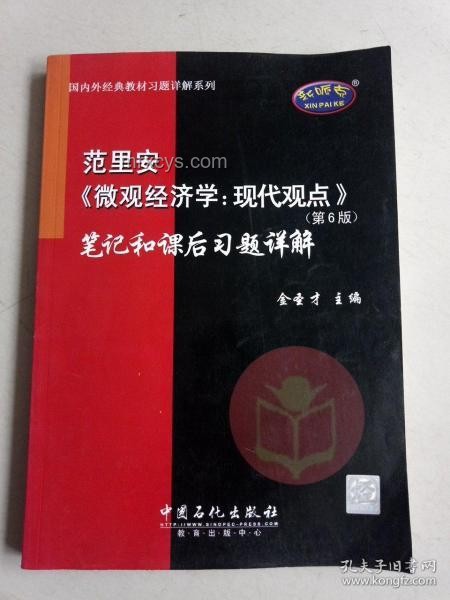 国内外经典教材习题详解系列
®
XIN PAI KE
范里安
cys.com
《微观经济学：现代观点》
（第6版）
笔记和课后习题详解
金圣才 主编
中国石化出版社
HTTP://WWW.SINOPEC-PRESS.COM
教·育·出·版·中·心
孔夫子旧书网
www.kongfz.com